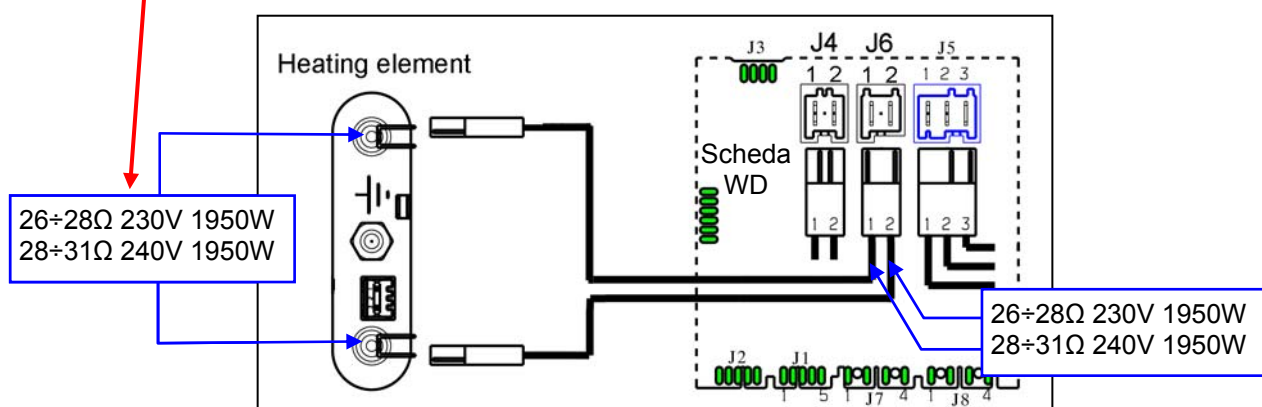 Heating element
J3
J4
J6
J5
1 2
1 2
1 2 3
Scheda
WD
26÷28Ω 230V 1950W
28÷31Ω 240V 1950W
1 2
1 2
1 2 3
26÷28Ω 230V 1950W
28÷31Ω 240V 1950W
J2
J1
1 5
1 J7 4
1 J8 4